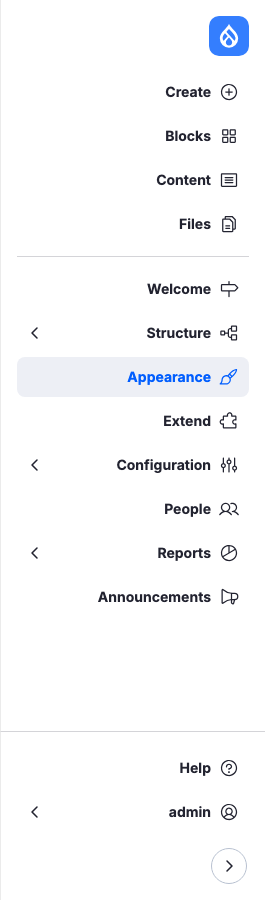 Create
Blocks
Content
Files
Welcome
Structure
Appearance
Extend
Configuration
People
Reports
Announcements
Help
admin